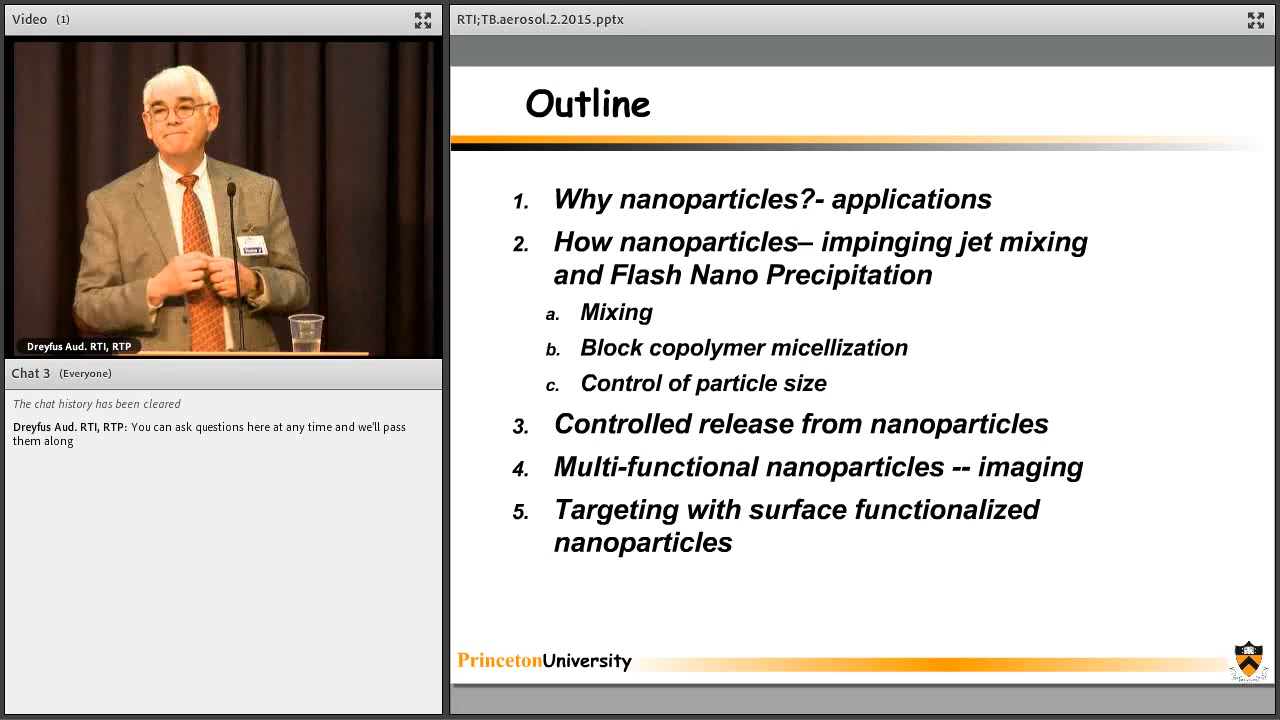 Video (1)
RTI;TB.aerosol.2.2015.pptx
Dreyfus Aud. RTI, RTP
Chat 3 (Everyone)
The chat history has been cleared
Dreyfus Aud. RTI, RTP: You can ask questions here at any time and we'll pass
them along
Outline
1. Why nanoparticles?- applications
2. How nanoparticles– impinging jet mixing
and Flash Nano Precipitation
a. Mixing
b. Block copolymer micellization
c. Control of particle size
3. Controlled release from nanoparticles
4. Multi-functional nanoparticles -- imaging
5. Targeting with surface functionalized
nanoparticles
PrincetonUniversity